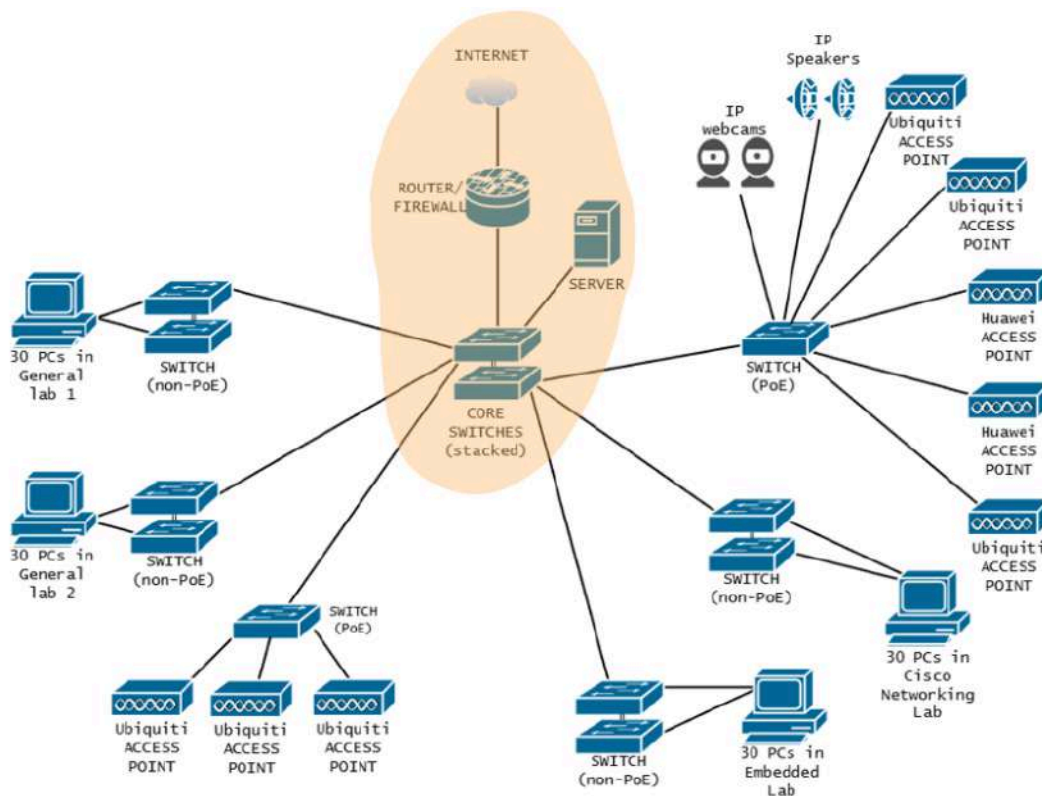 INTERNET
ROUTER/
FIREWALL
SERVER
CORE
SWITCHES
(stacked)
IP
Speakers
IP
webcams
Ubiquiti
ACCESS
POINT
Ubiquiti
ACCESS
POINT
Huawei
ACCESS
POINT
Huawei
ACCESS
POINT
Ubiquiti
ACCESS
POINT
SWITCH
(PoE)
30 PCs in
General
lab 1
SWITCH
(non-PoE)
30 PCs in
General
lab 2
SWITCH
(non-PoE)
SWITCH
(PoE)
Ubiquiti
ACCESS
POINT
Ubiquiti
ACCESS
POINT
Ubiquiti
ACCESS
POINT
SWITCH
(non-PoE)
30 PCs in
Embedded
Lab
SWITCH
(non-PoE)
30 PCs in
Cisco
Networking
Lab